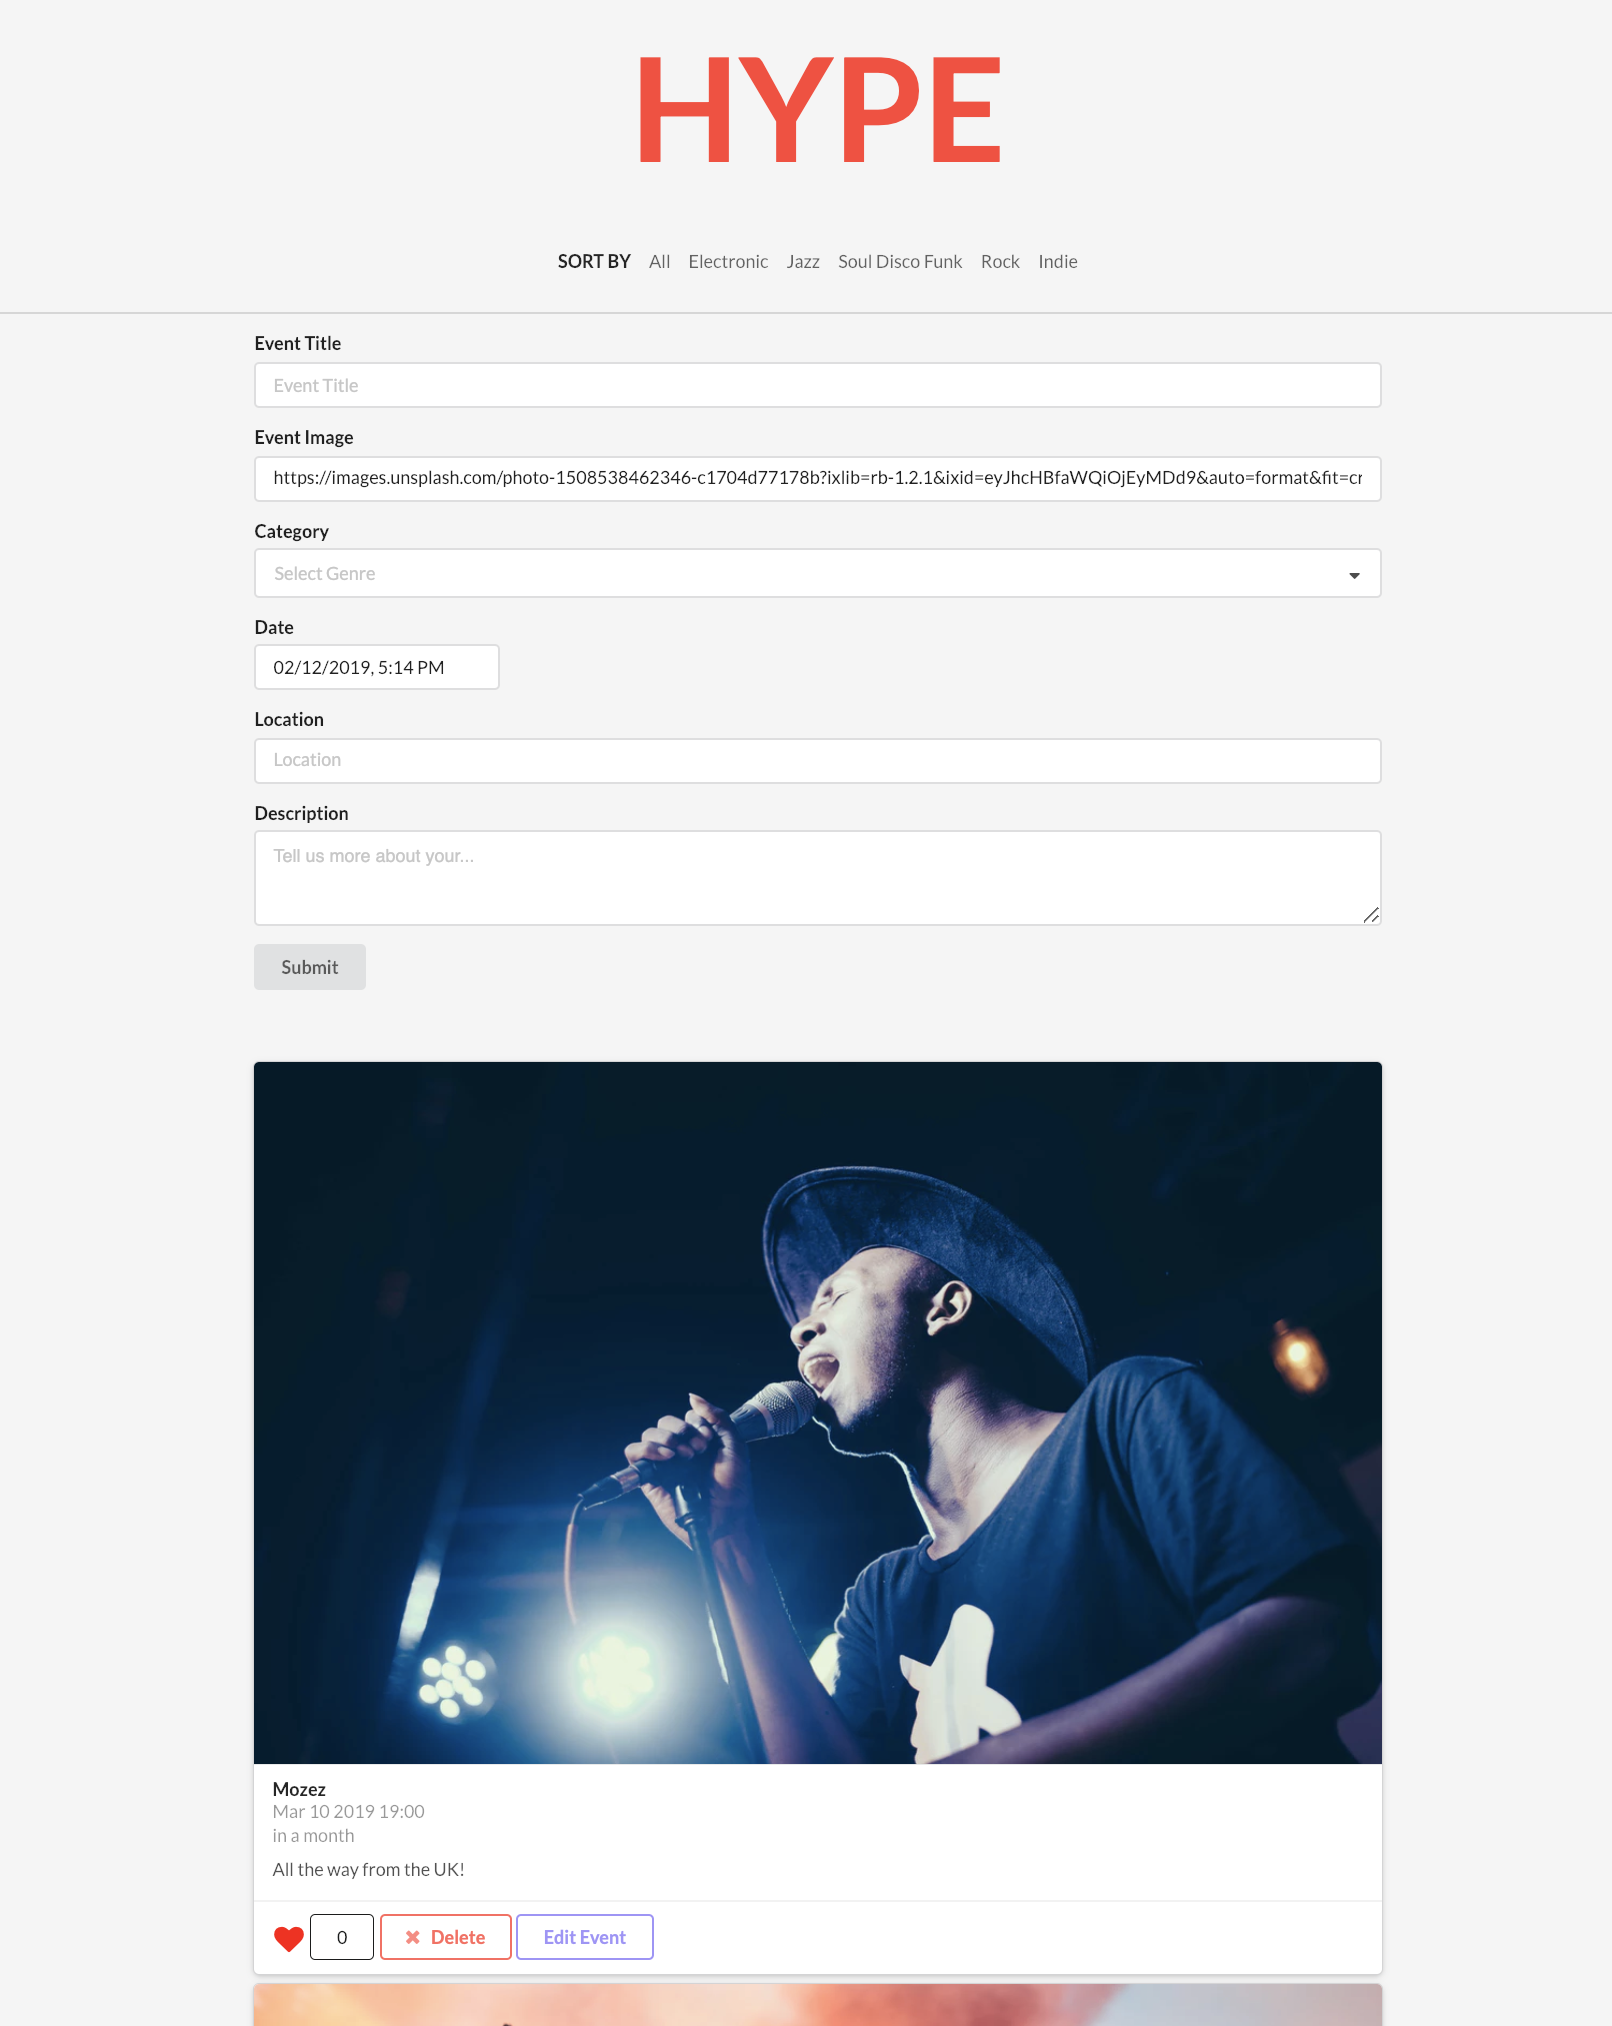 HYPE
SORT BY All Electronic Jazz Soul Disco Funk Rock Indie
Event Title
Event Title
Event Image
https://images.unsplash.com/photo-1508538462346-c1704d77178b?ixlib=rb-1.2.1&ixid=eyJhcHBfaWQiOjEyMDd9&auto=format&fit=cr
Category
Select Genre
Date
02/12/2019, 5:14 PM
Location
Location
Description
Tell us more about your...
Submit
Mozez
Mar 10 2019 19:00
in a month
All the way from the UK!
0 Delete Edit Event